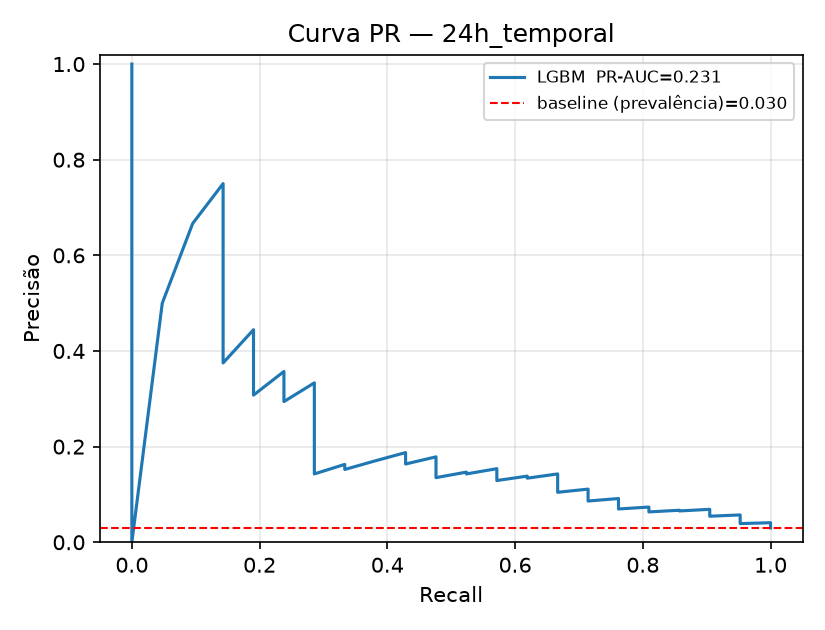 Curva PR — 24h_temporal
LGBM PR-AUC=0.231
baseline (prevalência)=0.030
Precisão
1.0
0.8
0.6
0.4
0.2
0.0
0.0 0.2 0.4 0.6 0.8 1.0
Recall